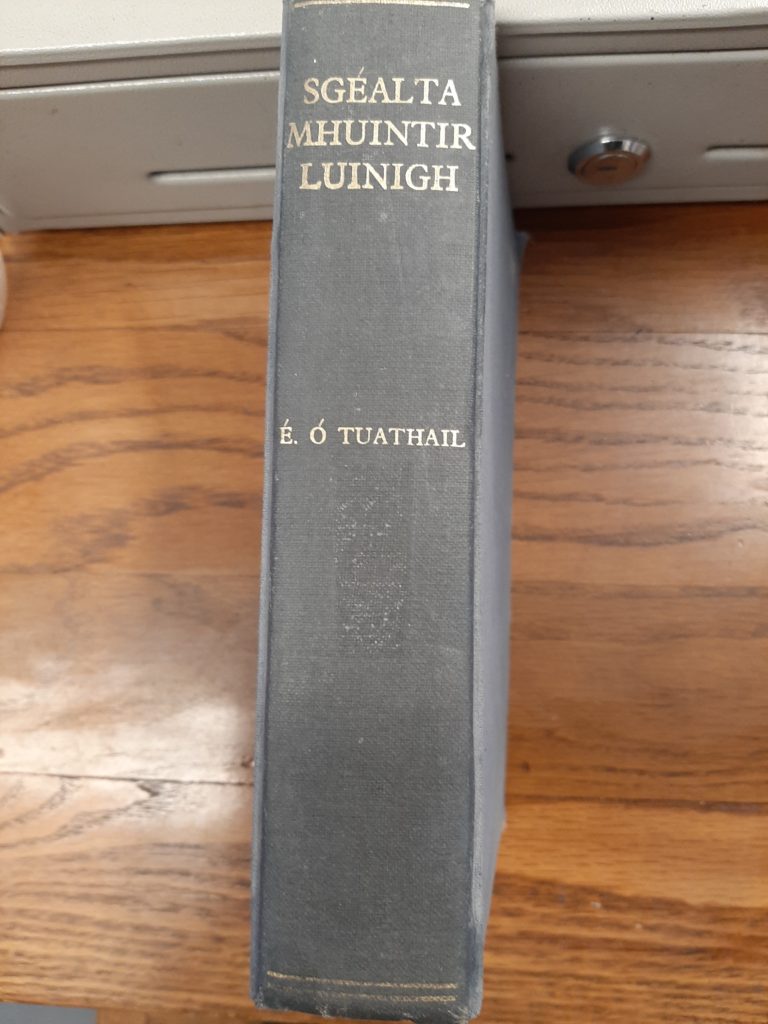 SGÉALTA
MHUINTIR
LUINIGH
É. Ó TUATHAIL